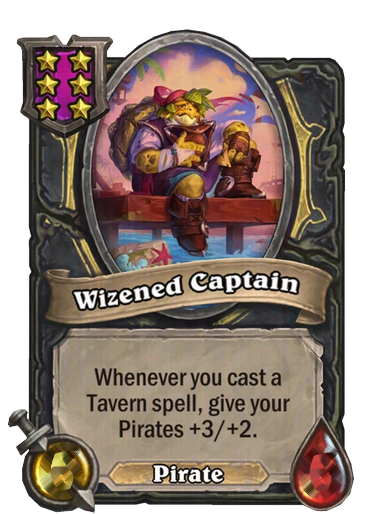 Wizened Captain
Whenever you cast a
Tavern spell, give your
Pirates +3/+2.
Pirate